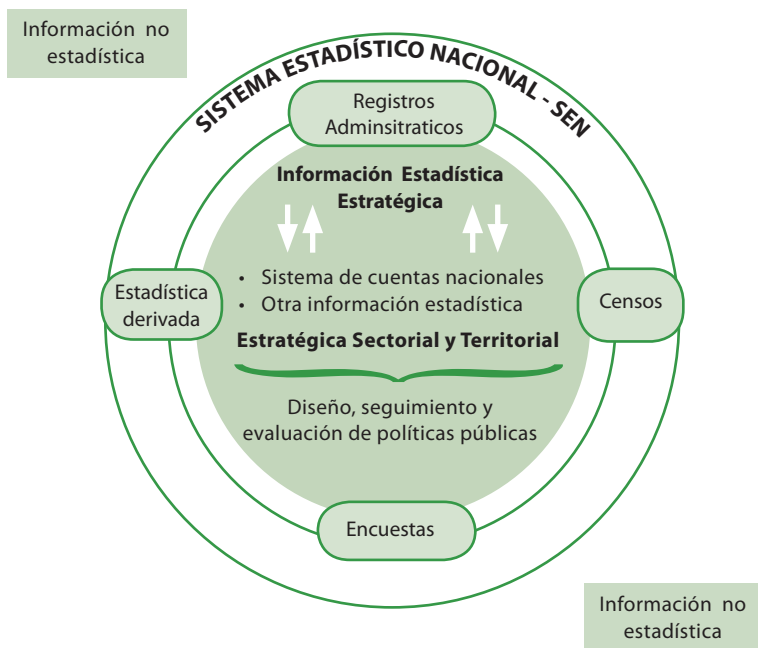 Información no
estadística
SISTEMA ESTADÍSTICO NACIONAL - SEN
Registros
Adminsitraticos
Información Estadística
Estratégica
• Sistema de cuentas nacionales
• Otra información estadística
Estratégica Sectorial y Territorial
Estadística
derivada
Censos
Diseño, seguimiento y
evaluación de políticas públicas
Encuestas
Información no
estadística